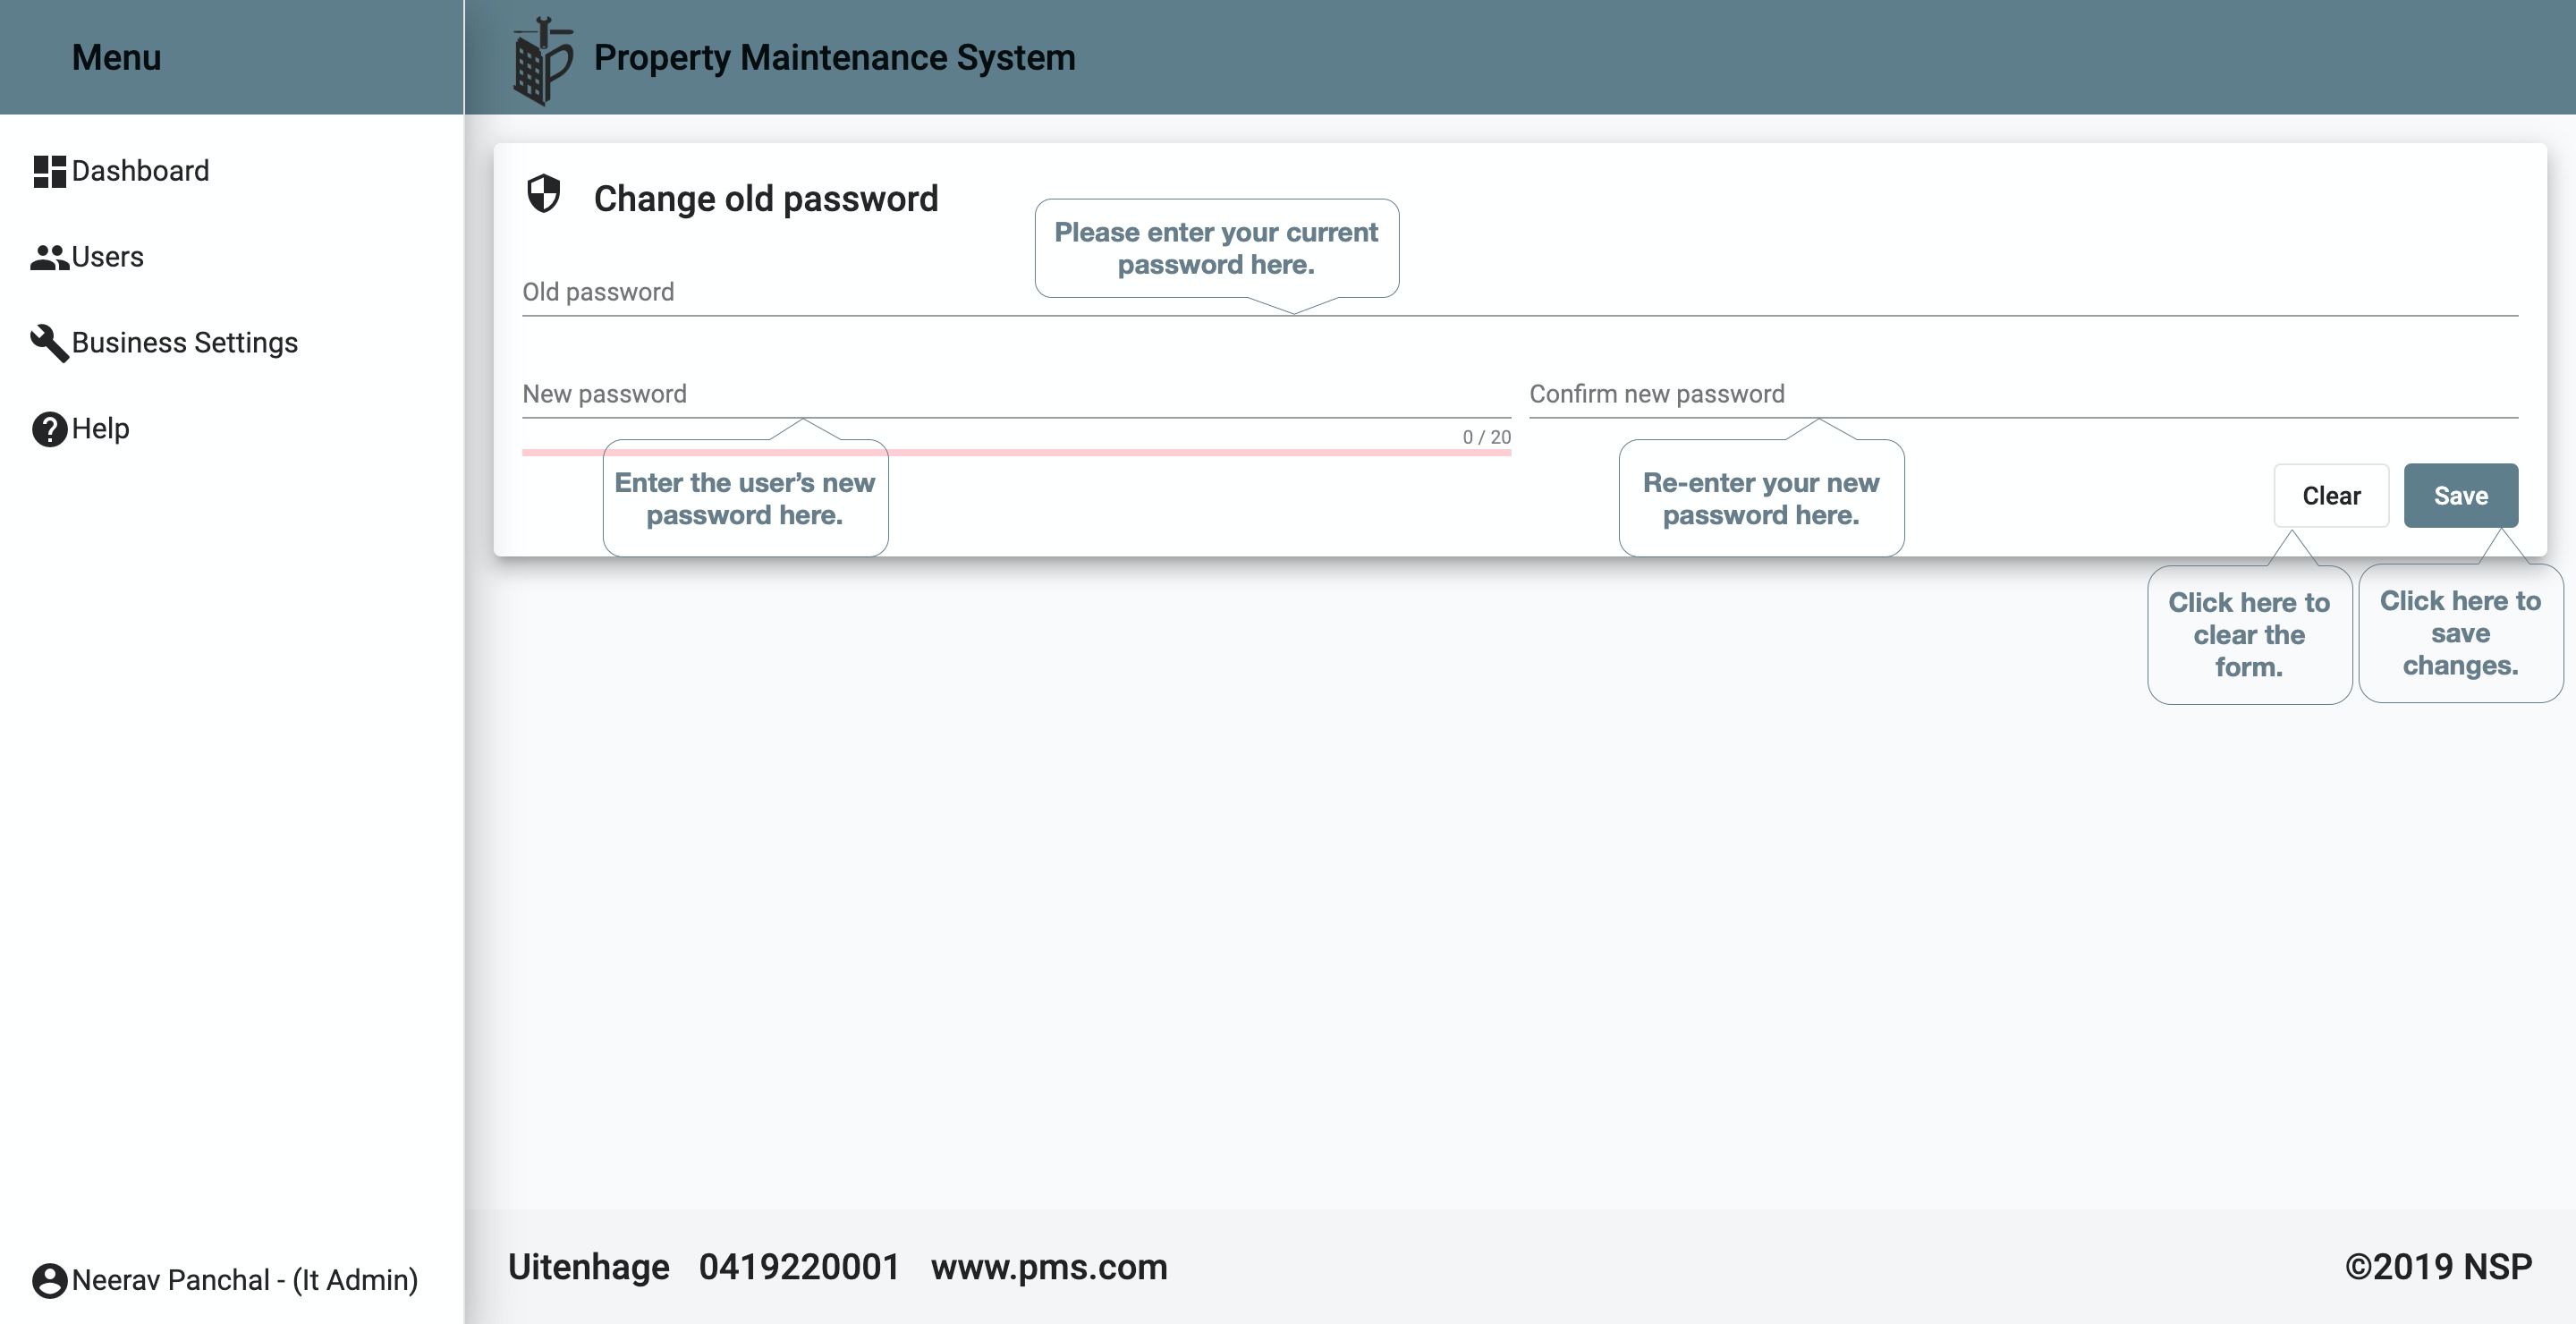 Menu
Property Maintenance System
Dashboard
Users
Business Settings
Help
Neerav Panchal - (It Admin)
Change old password
Please enter your current
password here.
Old password
New password
Confirm new password
0 / 20
Enter the user’s new
password here.
Re-enter your new
password here.
Clear
Save
Click here to
clear the
form.
Click here to
save
changes.
Uitenhage 0419220001 www.pms.com
©2019 NSP